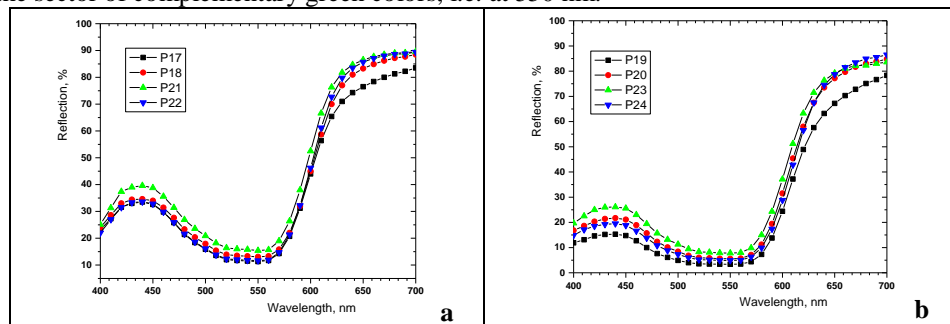 the sector of complementary green colors, i.e. at 550 nm.
100
90
80
70
60
50
40
30
20
10
Reflection, %
P17
P18
P21
P22
400 450 500 550 600 650 700
Wavelength, nm
a
100
90
80
70
60
50
40
30
20
10
0
Reflection, %
P19
P20
P23
P24
400 450 500 550 600 650 700
Wavelength, nm
b